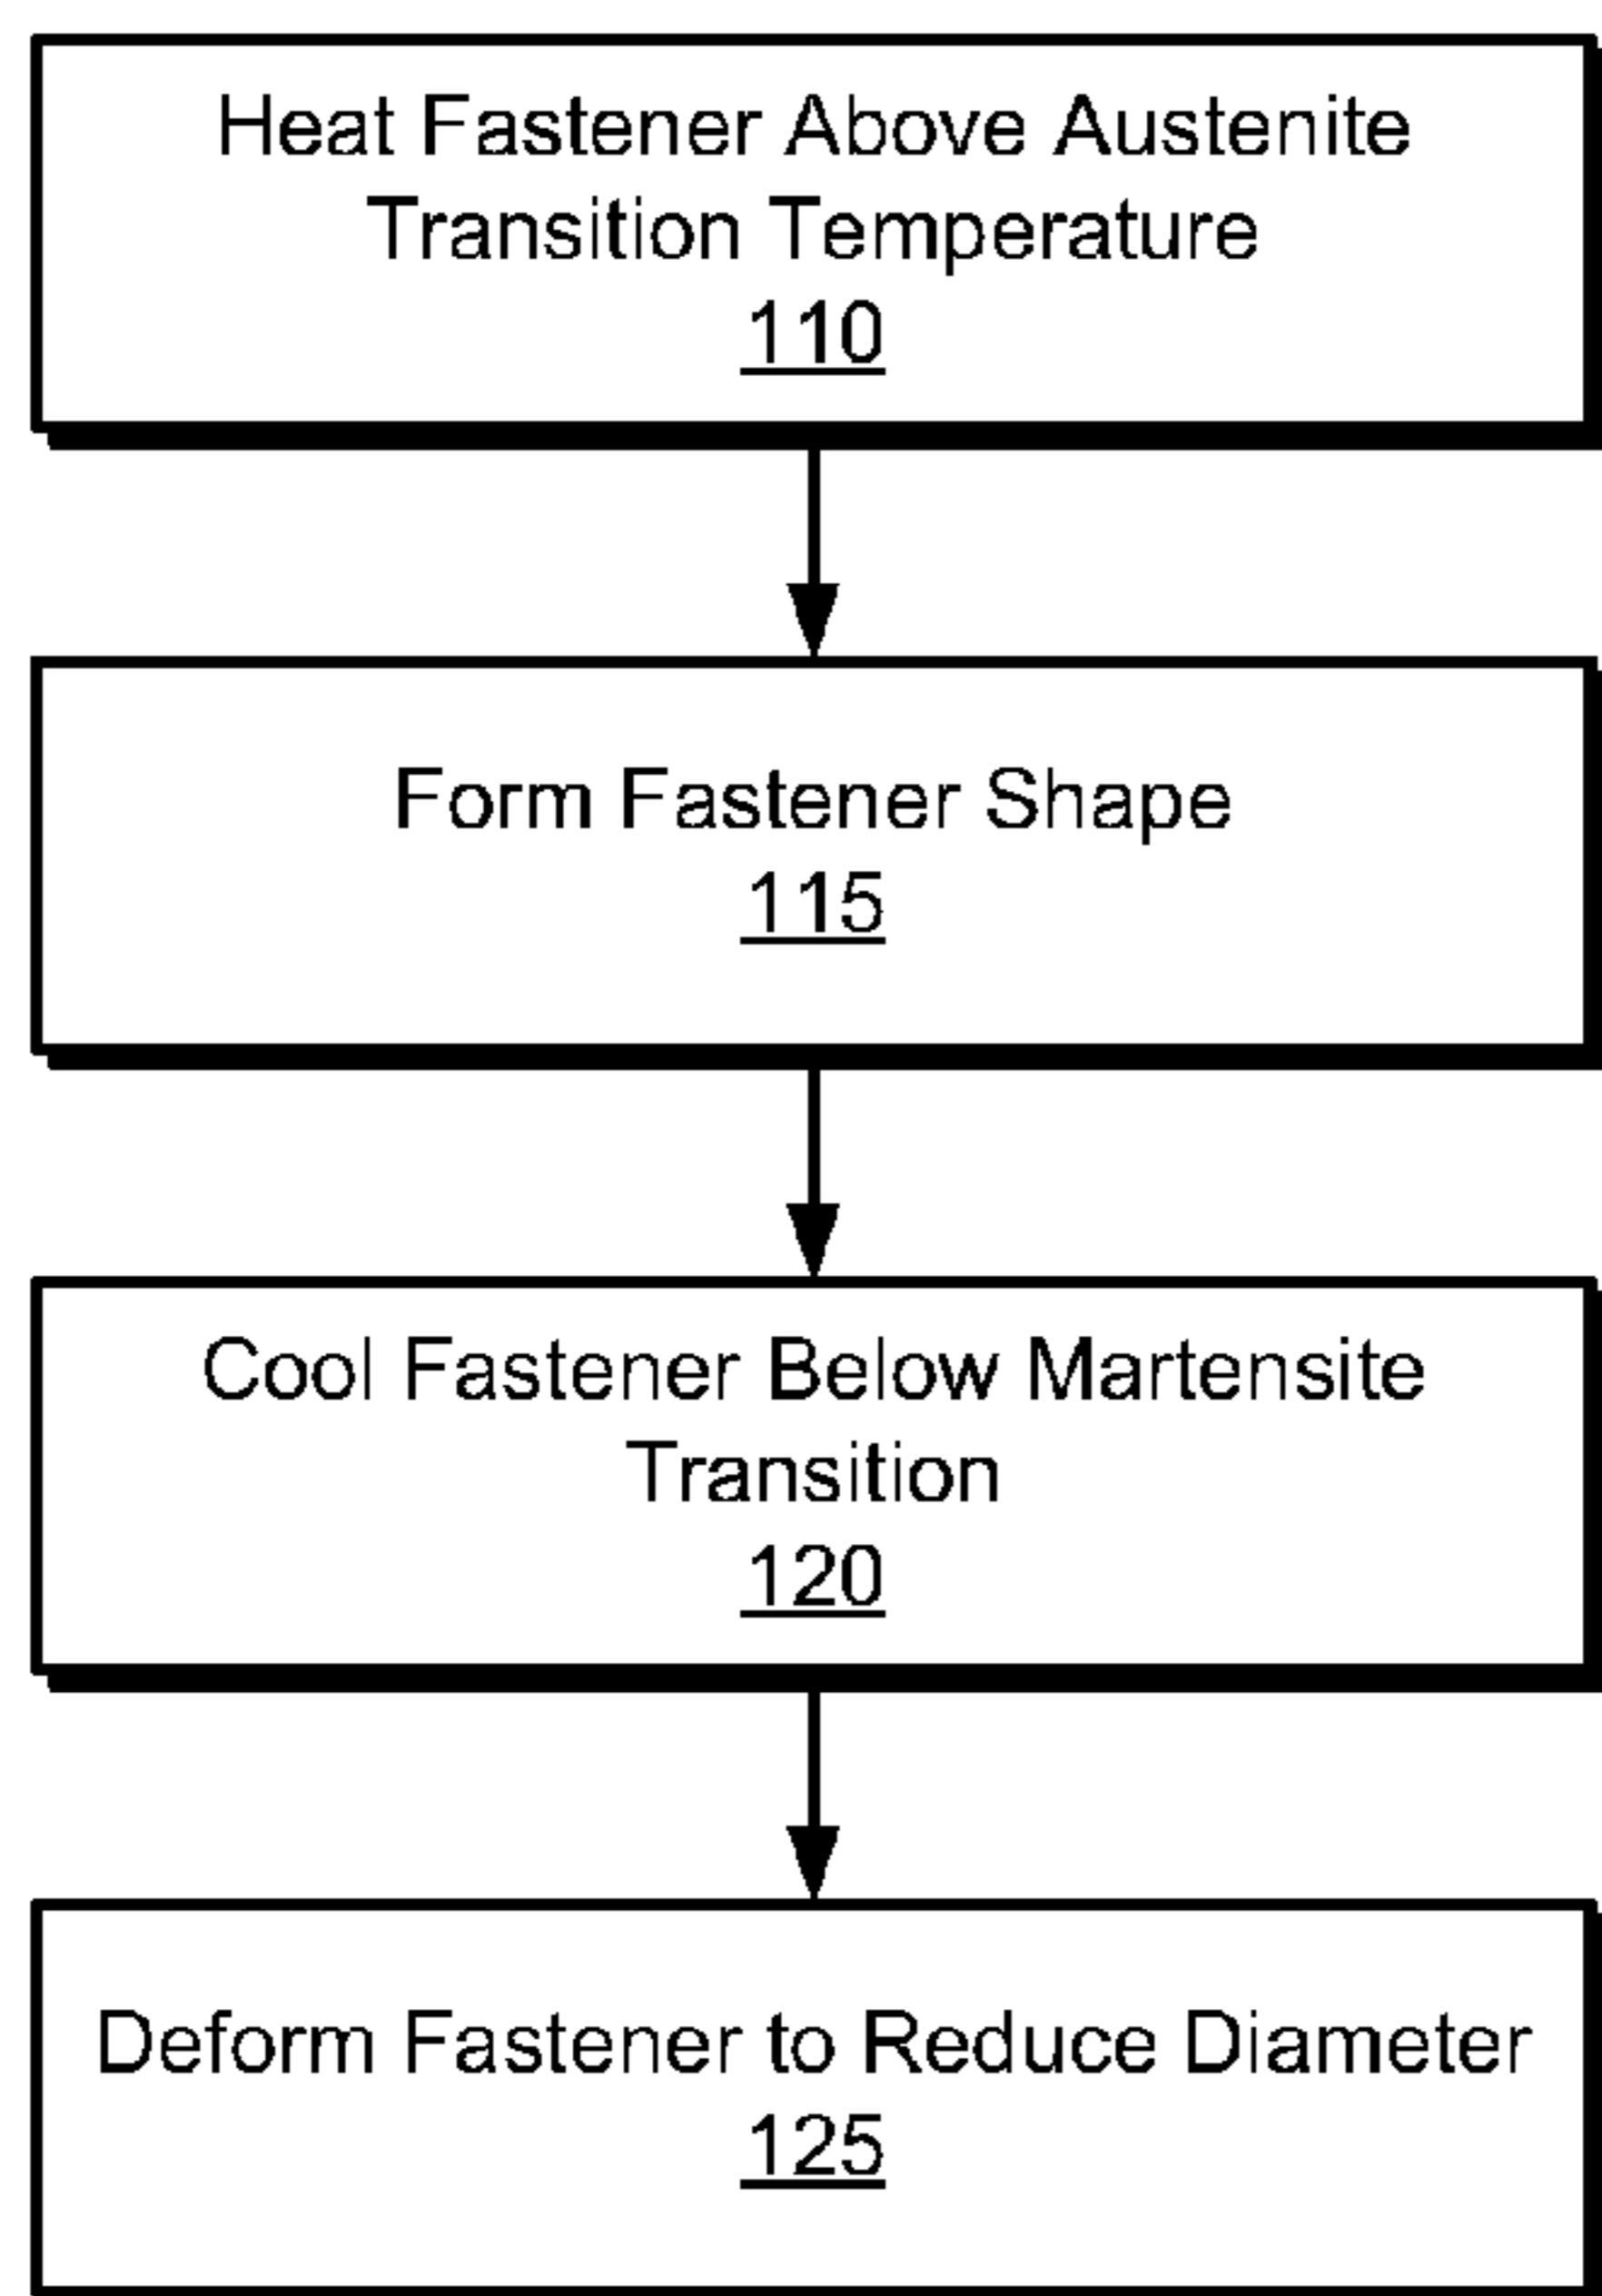 Heat Fastener Above Austenite
Transition Temperature
110
Form Fastener Shape
115
Cool Fastener Below Martensite
Transition
120
Deform Fastener to Reduce Diameter
125